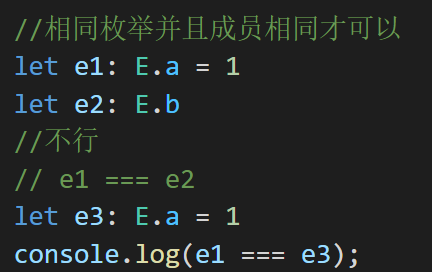 //相同枚举并且成员相同才可以
let e1: E.a = 1
let e2: E.b
//不行
// e1 === e2
let e3: E.a = 1
console.log(e1 === e3);